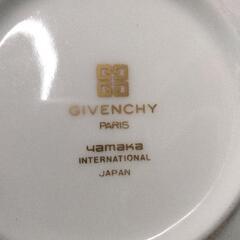 GIVENCHY
PARIS
yamaka
INTERNATIONAL
JAPAN